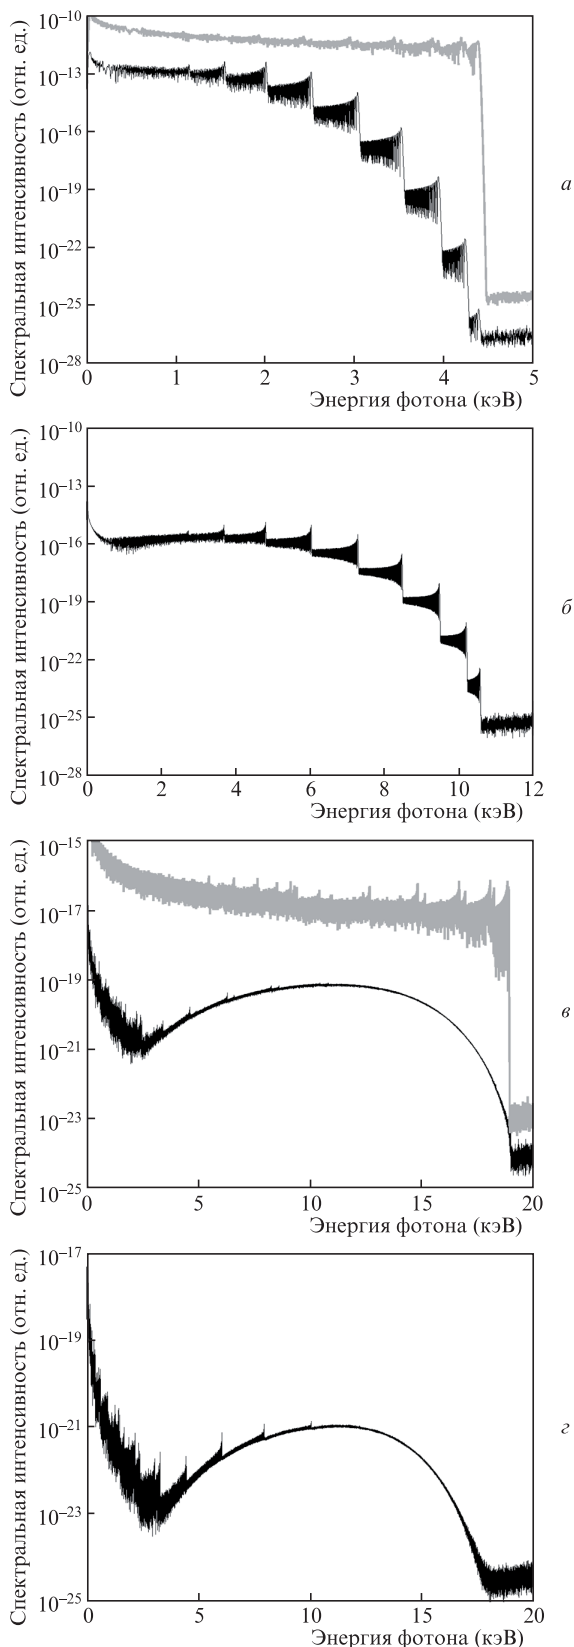 Спектральная интенсивность (отн. ед.)
10⁻¹⁰
10⁻¹³
10⁻¹⁶
10⁻¹⁹
10⁻²²
10⁻²⁵
10⁻²⁸
0 1 2 3 4 5
Энергия фотона (кэВ)
а
Спектральная интенсивность (отн. ед.)
10⁻¹⁰
10⁻¹³
10⁻¹⁶
10⁻¹⁹
10⁻²²
10⁻²⁵
10⁻²⁸
0 2 4 6 8 10 12
Энергия фотона (кэВ)
б
Спектральная интенсивность (отн. ед.)
10⁻¹⁵
10⁻¹⁷
10⁻¹⁹
10⁻²¹
10⁻²³
10⁻²⁵
0 5 10 15 20
Энергия фотона (кэВ)
в
Спектральная интенсивность (отн. ед.)
10⁻¹⁷
10⁻¹⁹
10⁻²¹
10⁻²³
10⁻²⁵
0 5 10 15 20
Энергия фотона (кэВ)
г